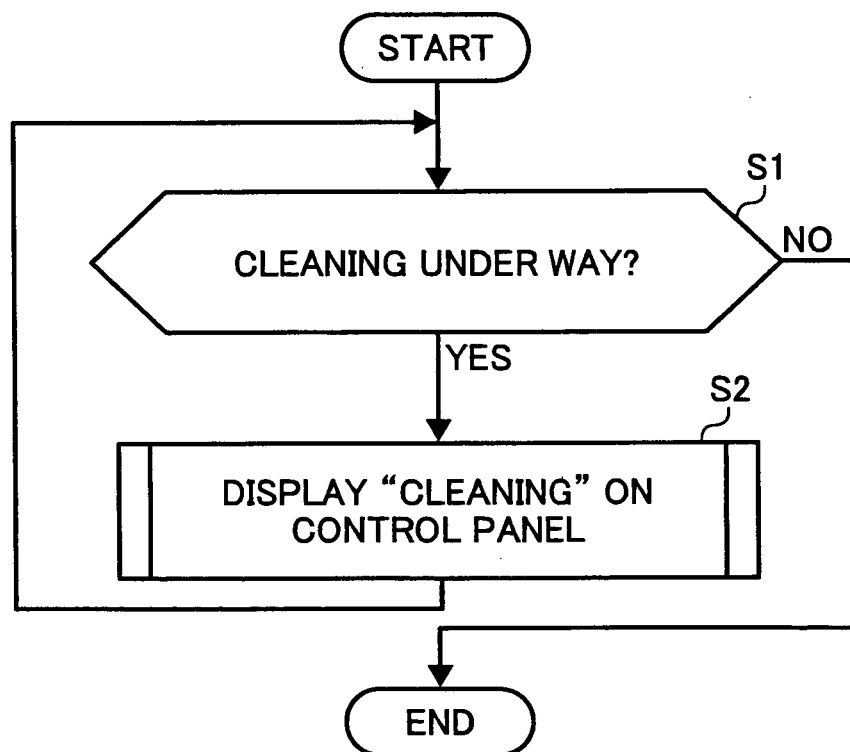 START
S1
CLEANING UNDER WAY?
NO
YES
S2
DISPLAY “CLEANING” ON
CONTROL PANEL
END